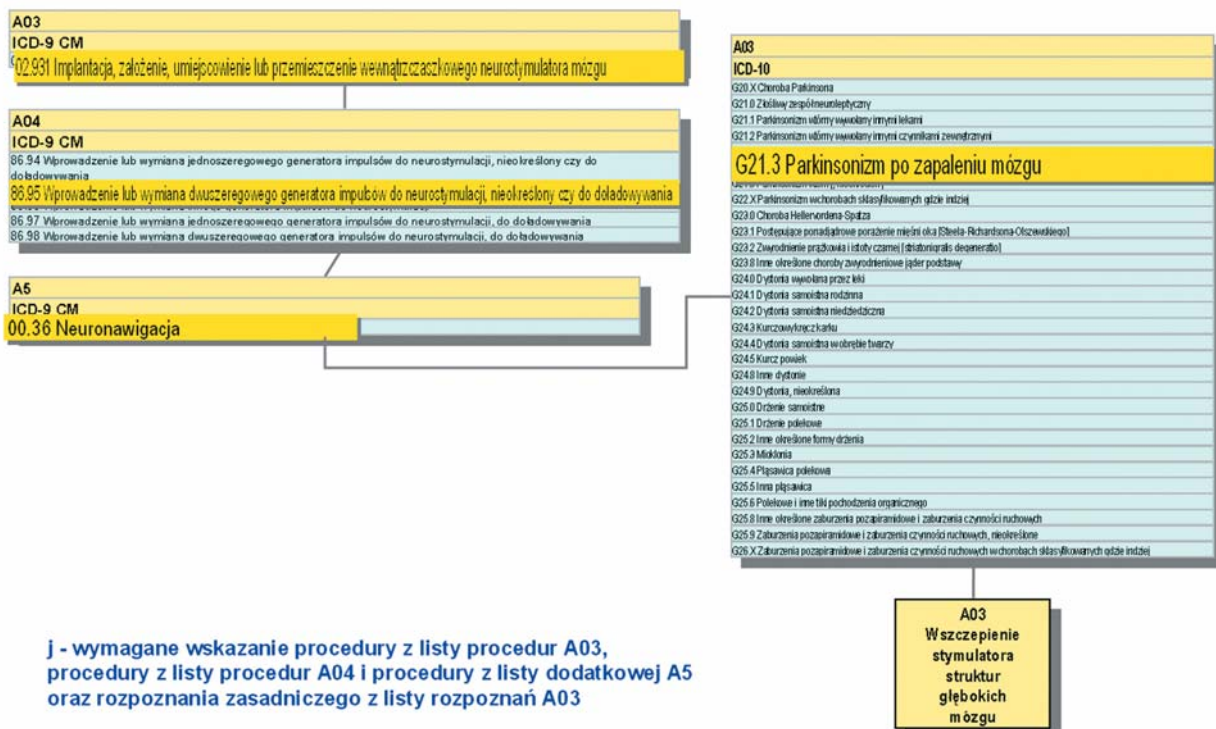 A03
ICD-9 CM
02.931 Implantacja, założenie, umiejscowienie lub przemieszczenie wewnątrzczaszkowego neurostymulatora mózgu
A04
ICD-9 CM
86.94 Wprowadzenie lub wymiana jednoszeregowego generatora impulsów do neurostymulacji, nieokreślony czy do
doładowywania
86.95 Wprowadzenie lub wymiana dwuszeregowego generatora impulsów do neurostymulacji, nieokreślony czy do doładowywania
86.97 Wprowadzenie lub wymiana jednoszeregowego generatora impulsów do neurostymulacji, do doładowywania
86.98 Wprowadzenie lub wymiana dwuszeregowego generatora impulsów do neurostymulacji, do doładowywania
A5
ICD-9 CM
00.36 Neuronawigacja
A03
ICD-10
G20.X Choroba Parkinsona
G21.0 Złośliwy zespół neuroleptyczny
G21.1 Parkinsonizm wtórny wywołany innymi lekami
G21.2 Parkinsonizm wtórny wywołany innymi czynnikami zewnętrznymi
G21.3 Parkinsonizm po zapaleniu mózgu
G22.X Parkinsonizm w chorobach sklasyfikowanych gdzie indziej
G23.0 Choroba Hellervordena-Spatza
G23.1 Postępujące ponadjądrowe porażenie mięśni oka [Steela-Richardsona-Olszewskiego]
G23.2 Zwyrodnienie prążkowia i istoty czarnej [striatonigralis degeneratio]
G23.8 Inne określone choroby zwyrodnieniowe jąder podstawy
G24.0 Dystonia wywołana przez leki
G24.1 Dystonia samoistna rodzinna
G24.2 Dystonia samoistna niedziedziczna
G24.3 Kurczowy kręcz karku
G24.4 Dystonia samoistna w obrębie twarzy
G24.5 Kurcz powiek
G24.8 Inne dystonie
G24.9 Dystonia, nieokreślona
G25.0 Drżenie samoistne
G25.1 Drżenie polekowe
G25.2 Inne określone formy drżenia
G25.3 Mioklonia
G25.4 Pląsawica polekowa
G25.5 Inna pląsawica
G25.6 Polekowe i inne tiki pochodzenia organicznego
G25.8 Inne określone zaburzenia pozapiramidowe i zaburzenia czynności ruchowych
G25.9 Zaburzenia pozapiramidowe i zaburzenia czynności ruchowych, nieokreślone
G26.X Zaburzenia pozapiramidowe i zaburzenia czynności ruchowych w chorobach sklasyfikowanych gdzie indziej
A03
Wszczepienie
stymulatora
struktur
głębokich
mózgu
j - wymagane wskazanie procedury z listy procedur A03,
procedury z listy procedur A04 i procedury z listy dodatkowej A5
oraz rozpoznania zasadniczego z listy rozpoznań A03